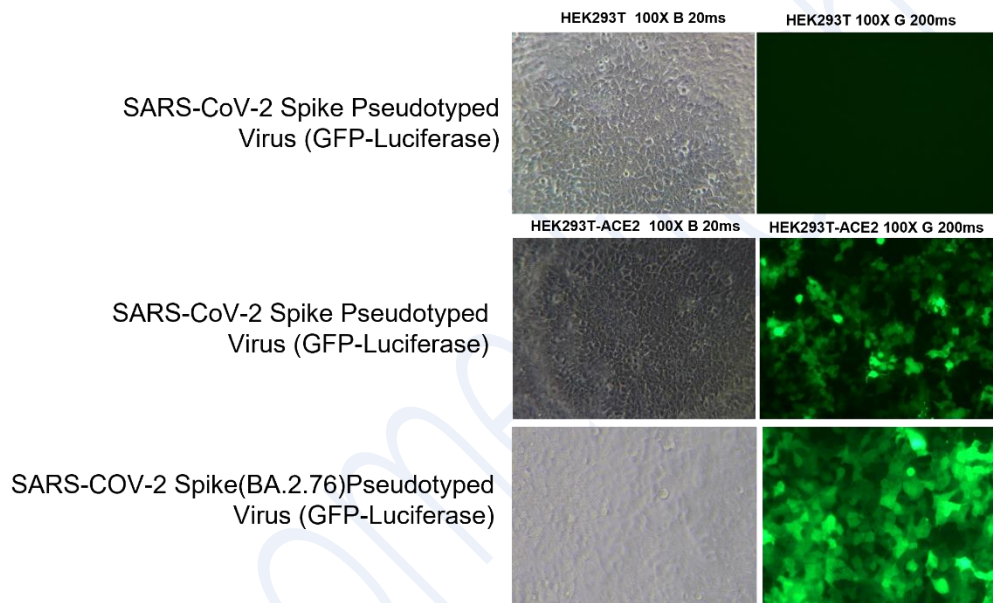 HEK293T 100X B 20ms
HEK293T 100X G 200ms
SARS-CoV-2 Spike Pseudotyped
Virus (GFP-Luciferase)
HEK293T-ACE2 100X B 20ms
HEK293T-ACE2 100X G 200ms
SARS-CoV-2 Spike Pseudotyped
Virus (GFP-Luciferase)
SARS-COV-2 Spike(BA.2.76)Pseudotyped
Virus (GFP-Luciferase)